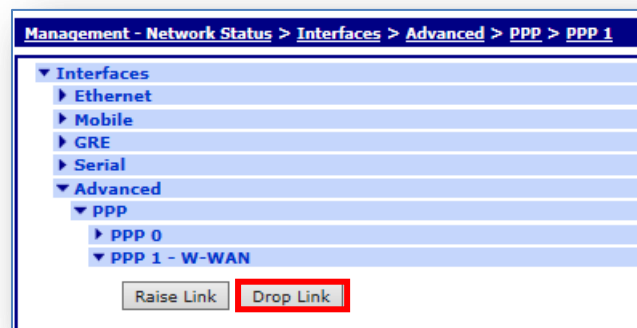 Management - Network Status > Interfaces > Advanced > PPP > PPP 1
Interfaces
Ethernet
Mobile
GRE
Serial
Advanced
PPP
PPP 0
PPP 1 - W-WAN
Raise Link Drop Link